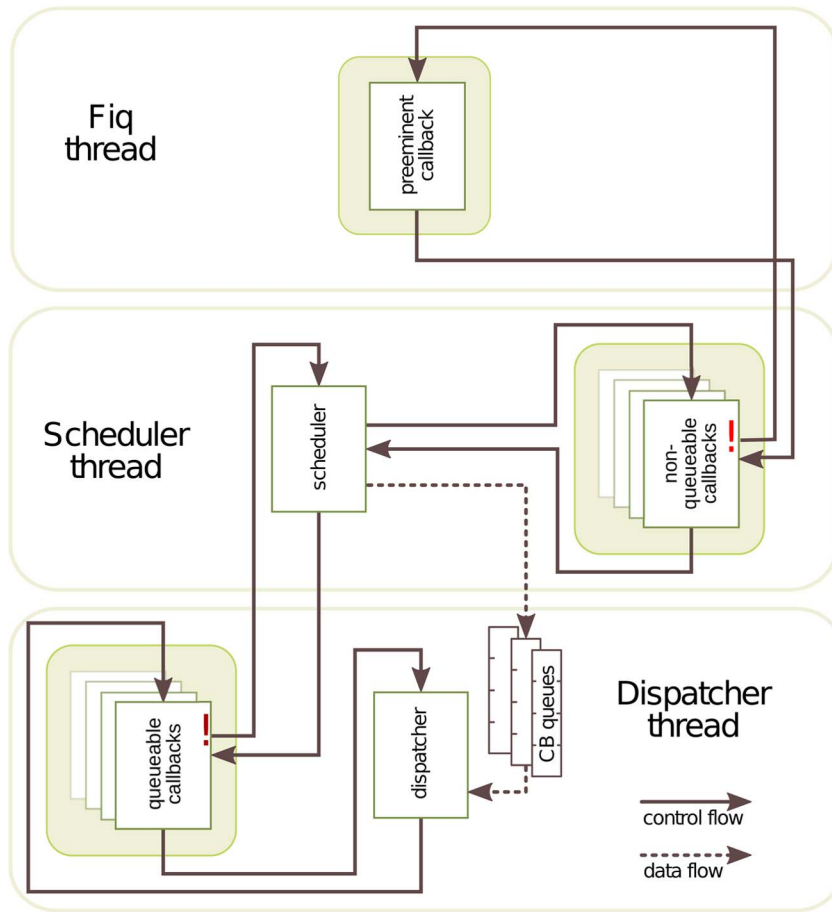 Fiq
thread
preeminent
callback
Scheduler
thread
scheduler
non-
queueable
callbacks
!
queueable
callbacks
!
dispatcher
CB queues
Dispatcher
thread
control flow
data flow